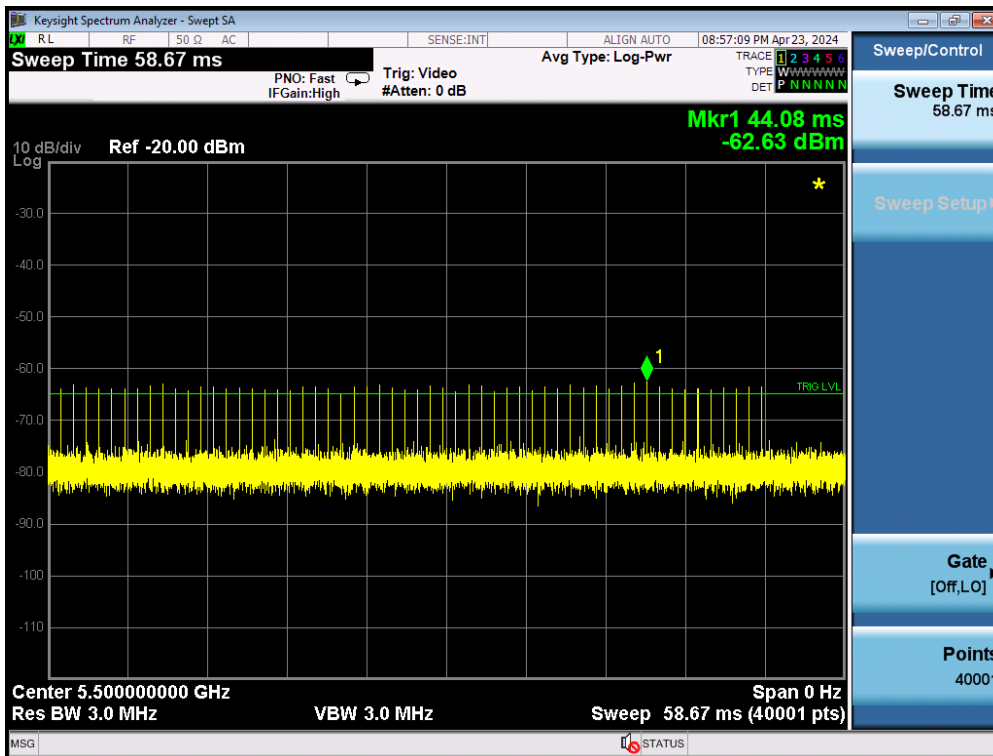 Keysight Spectrum Analyzer - Swept SA
LXI RL RF 50 Ω AC SENSE:INT ALIGN AUTO 08:57:09 PM Apr 23, 2024
Sweep Time 58.67 ms
PNO: Fast
IFGain:High
Trig: Video
#Atten: 0 dB
Avg Type: Log-Pwr
TRACE 1 2 3 4 5 6
TYPE WWWWWWW
DET P N N N N N
Mkr1 44.08 ms
-62.63 dBm
10 dB/div Ref -20.00 dBm
Log
*
-30.0
-40.0
-50.0
-60.0
1
TRIG LVL
-70.0
-80.0
-90.0
-100
-110
Center 5.500000000 GHz Span 0 Hz
Res BW 3.0 MHz VBW 3.0 MHz Sweep 58.67 ms (40001 pts)
MSG STATUS
Sweep/Control
Sweep Time
58.67 ms
Sweep Setup
Gate
[Off,LO]
Points
40001